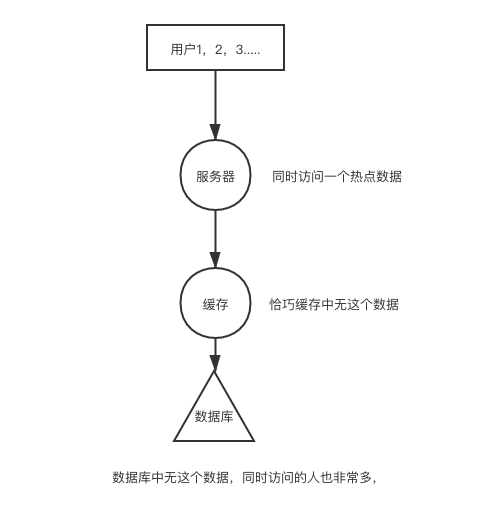 用户1，2，3.....
服务器
同时访问一个热点数据
缓存
恰巧缓存中无这个数据
数据库
数据库中无这个数据，同时访问的人也非常多，